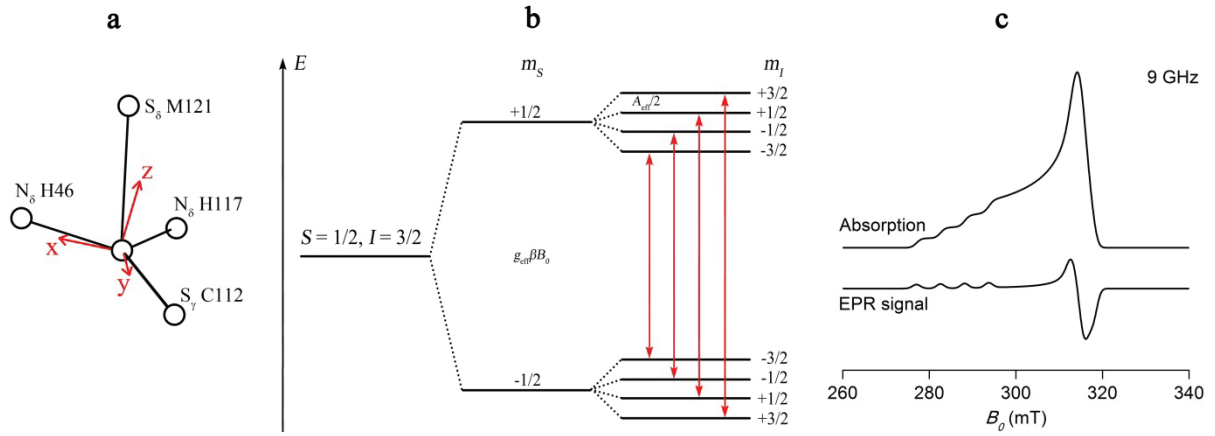 a
S_δ M121
N_δ H46
z
N_δ H117
x
y
S_γ C112
b
E
m_S
m_I
+1/2
A_eff/2
+3/2
+1/2
-1/2
-3/2
S = 1/2, I = 3/2
g_eff βB_0
-1/2
-3/2
-1/2
+1/2
+3/2
c
9 GHz
Absorption
EPR signal
260 280 300 320 340
B_0 (mT)